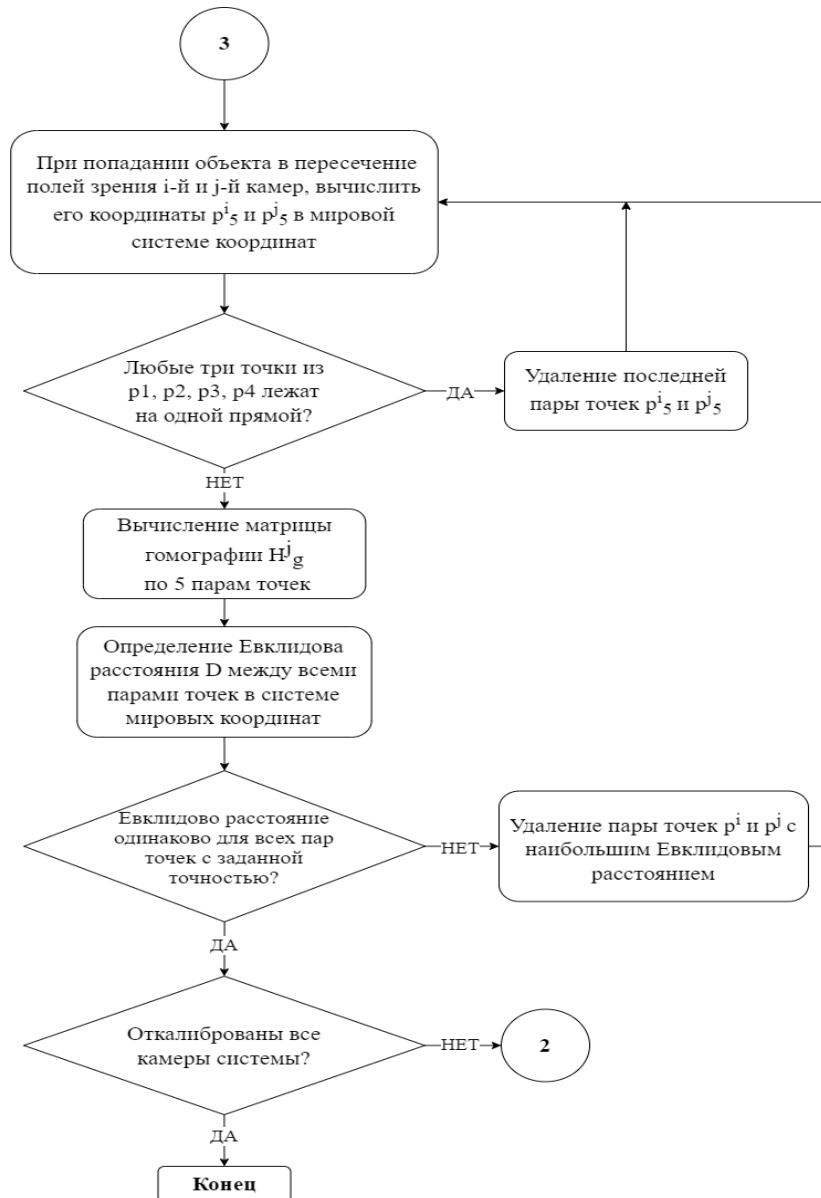 3
При попадании объекта в пересечение
полей зрения i-й и j-й камер, вычислить
его координаты pⁱ₅ и pʲ₅ в мировой
системе координат
Любые три точки из
p1, p2, p3, p4 лежат
на одной прямой?
ДА
Удаление последней
пары точек pⁱ₅ и pʲ₅
НЕТ
Вычисление матрицы
гомографии Hʲg
по 5 парам точек
Определение Евклидова
расстояния D между всеми
парами точек в системе
мировых координат
Евклидово расстояние
одинаково для всех пар
точек с заданной
точностью?
НЕТ
Удаление пары точек pⁱ и pʲ с
наибольшим Евклидовым
расстоянием
ДА
Откалиброваны все
камеры системы?
НЕТ
2
ДА
Конец